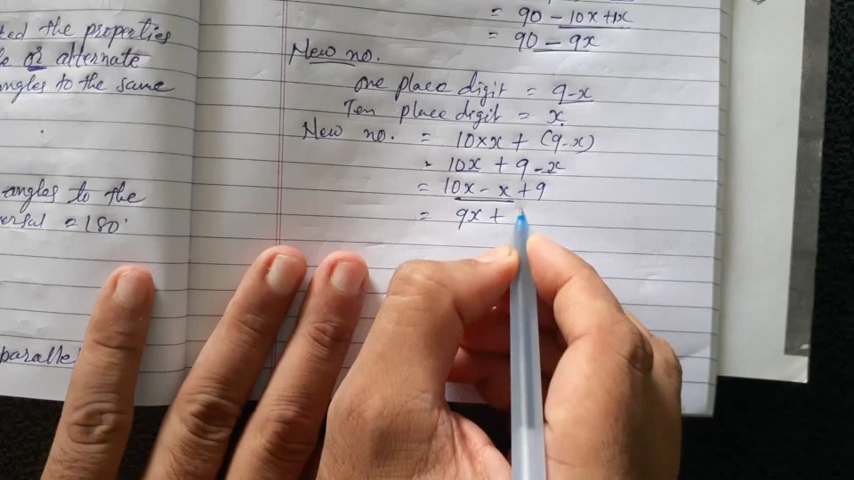 ted the properties
or alternate
ngles to the same
angles to the
ersal = 180°
paralle
= 90 - 10x + 1x
= 90 - 9x
New no.
one place digit = 9-x
Ten place digit = x
New no. = 10×x + (9-x)
= 10x + 9-x
= 10x - x + 9
= 9x +